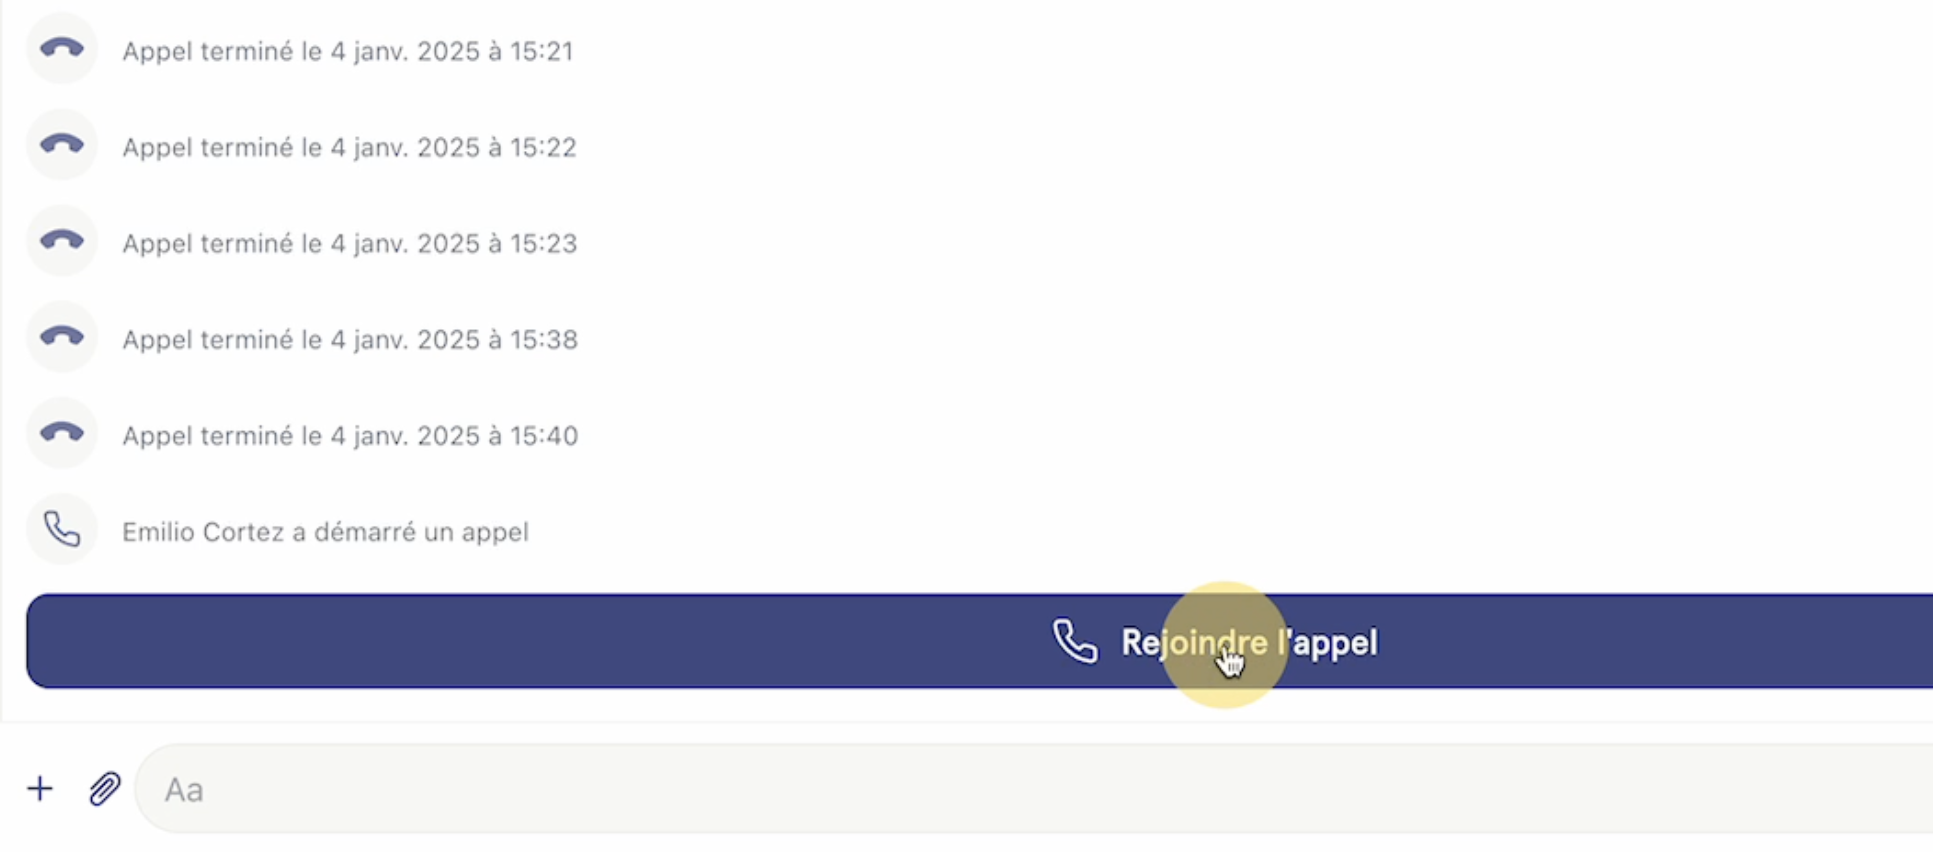 Appel terminé le 4 janv. 2025 à 15:21
Appel terminé le 4 janv. 2025 à 15:22
Appel terminé le 4 janv. 2025 à 15:23
Appel terminé le 4 janv. 2025 à 15:38
Appel terminé le 4 janv. 2025 à 15:40
Emilio Cortez a démarré un appel
Rejoindre l'appel
Aa